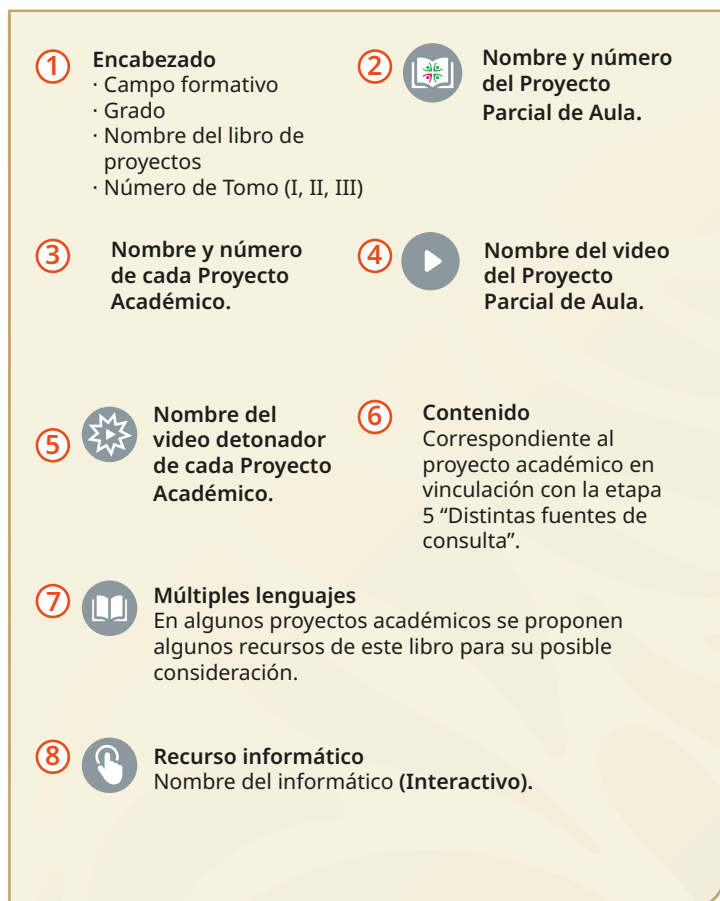 1
Encabezado
· Campo formativo
· Grado
· Nombre del libro de
proyectos
· Número de Tomo (I, II, III)
2
Nombre y número
del Proyecto
Parcial de Aula.
3
Nombre y número
de cada Proyecto
Académico.
4
Nombre del video
del Proyecto
Parcial de Aula.
5
Nombre del
video detonador
de cada Proyecto
Académico.
6
Contenido
Correspondiente al
proyecto académico en
vinculación con la etapa
5 “Distintas fuentes de
consulta”.
7
Múltiples lenguajes
En algunos proyectos académicos se proponen
algunos recursos de este libro para su posible
consideración.
8
Recurso informático
Nombre del informático (Interactivo).